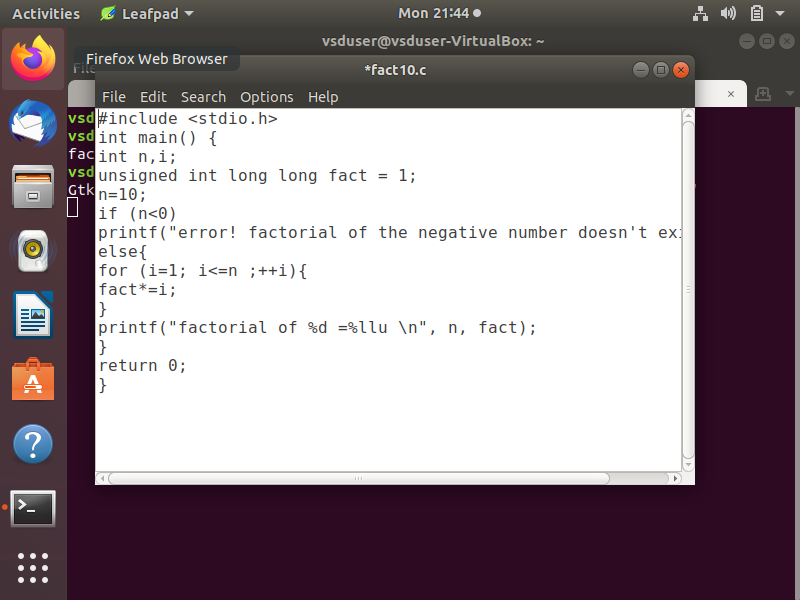 Activities Leafpad Mon 21:44
vsduser@vsduser-VirtualBox: ~
File
Firefox Web Browser
*fact10.c
File Edit Search Options Help
vsd
vsd
fac
vsd
Gtk
#include <stdio.h>
int main() {
int n,i;
unsigned int long long fact = 1;
n=10;
if (n<0)
printf("error! factorial of the negative number doesn't exi
else{
for (i=1; i<=n ;++i){
fact*=i;
}
printf("factorial of %d =%llu \n", n, fact);
}
return 0;
}